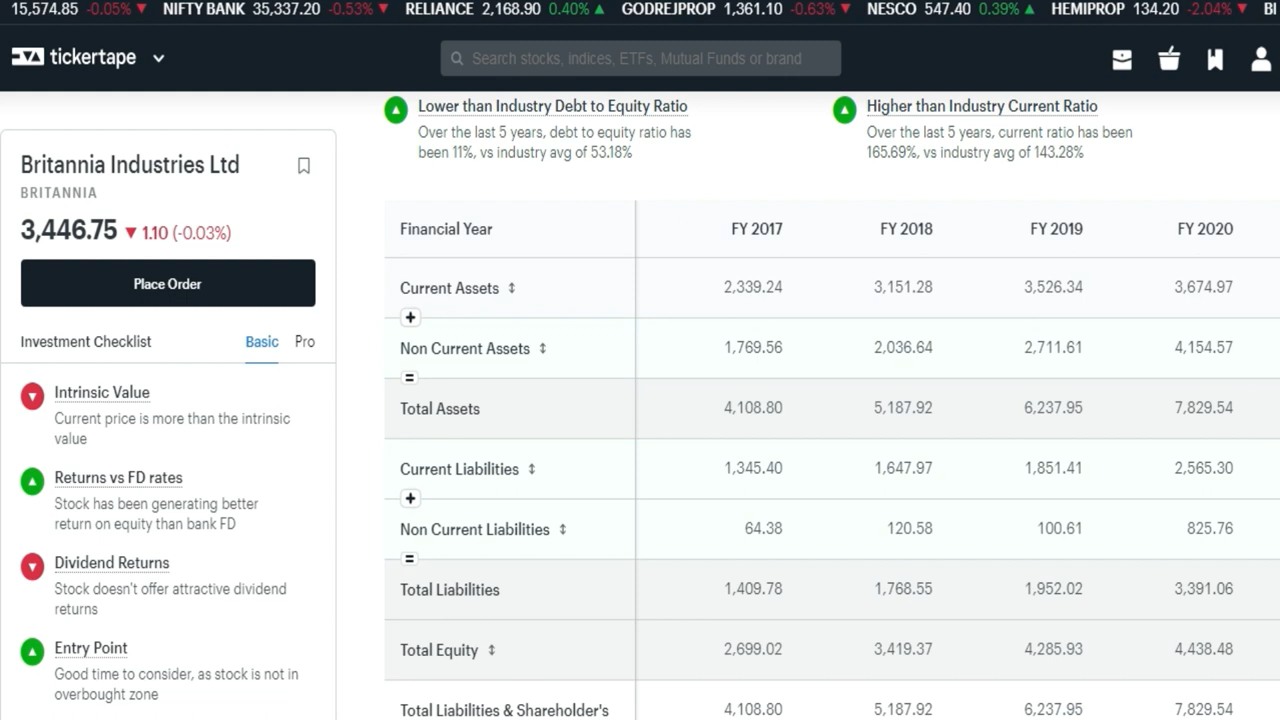 15,574.85 -0.05% ▼ NIFTY BANK 35,337.20 -0.53% ▼ RELIANCE 2,168.90 0.40% ▲ GODREJPROP 1,361.10 -0.63% ▼ NESCO 547.40 0.39% ▲ HEMIPROP 134.20 -2.04% ▼ BI
tickertape
Search stocks, indices, ETFs, Mutual Funds or brand
Lower than Industry Debt to Equity Ratio
Over the last 5 years, debt to equity ratio has
been 11%, vs industry avg of 53.18%
Higher than Industry Current Ratio
Over the last 5 years, current ratio has been
165.69%, vs industry avg of 143.28%
Britannia Industries Ltd
BRITANNIA
3,446.75 ▼ 1.10 (-0.03%)
Place Order
Investment Checklist Basic Pro
Intrinsic Value
Current price is more than the intrinsic
value
Returns vs FD rates
Stock has been generating better
return on equity than bank FD
Dividend Returns
Stock doesn't offer attractive dividend
returns
Entry Point
Good time to consider, as stock is not in
overbought zone
Financial Year FY 2017 FY 2018 FY 2019 FY 2020
Current Assets 2,339.24 3,151.28 3,526.34 3,674.97
+
Non Current Assets 1,769.56 2,036.64 2,711.61 4,154.57
=
Total Assets 4,108.80 5,187.92 6,237.95 7,829.54
Current Liabilities 1,345.40 1,647.97 1,851.41 2,565.30
+
Non Current Liabilities 64.38 120.58 100.61 825.76
=
Total Liabilities 1,409.78 1,768.55 1,952.02 3,391.06
Total Equity 2,699.02 3,419.37 4,285.93 4,438.48
Total Liabilities & Shareholder's 4,108.80 5,187.92 6,237.95 7,829.54